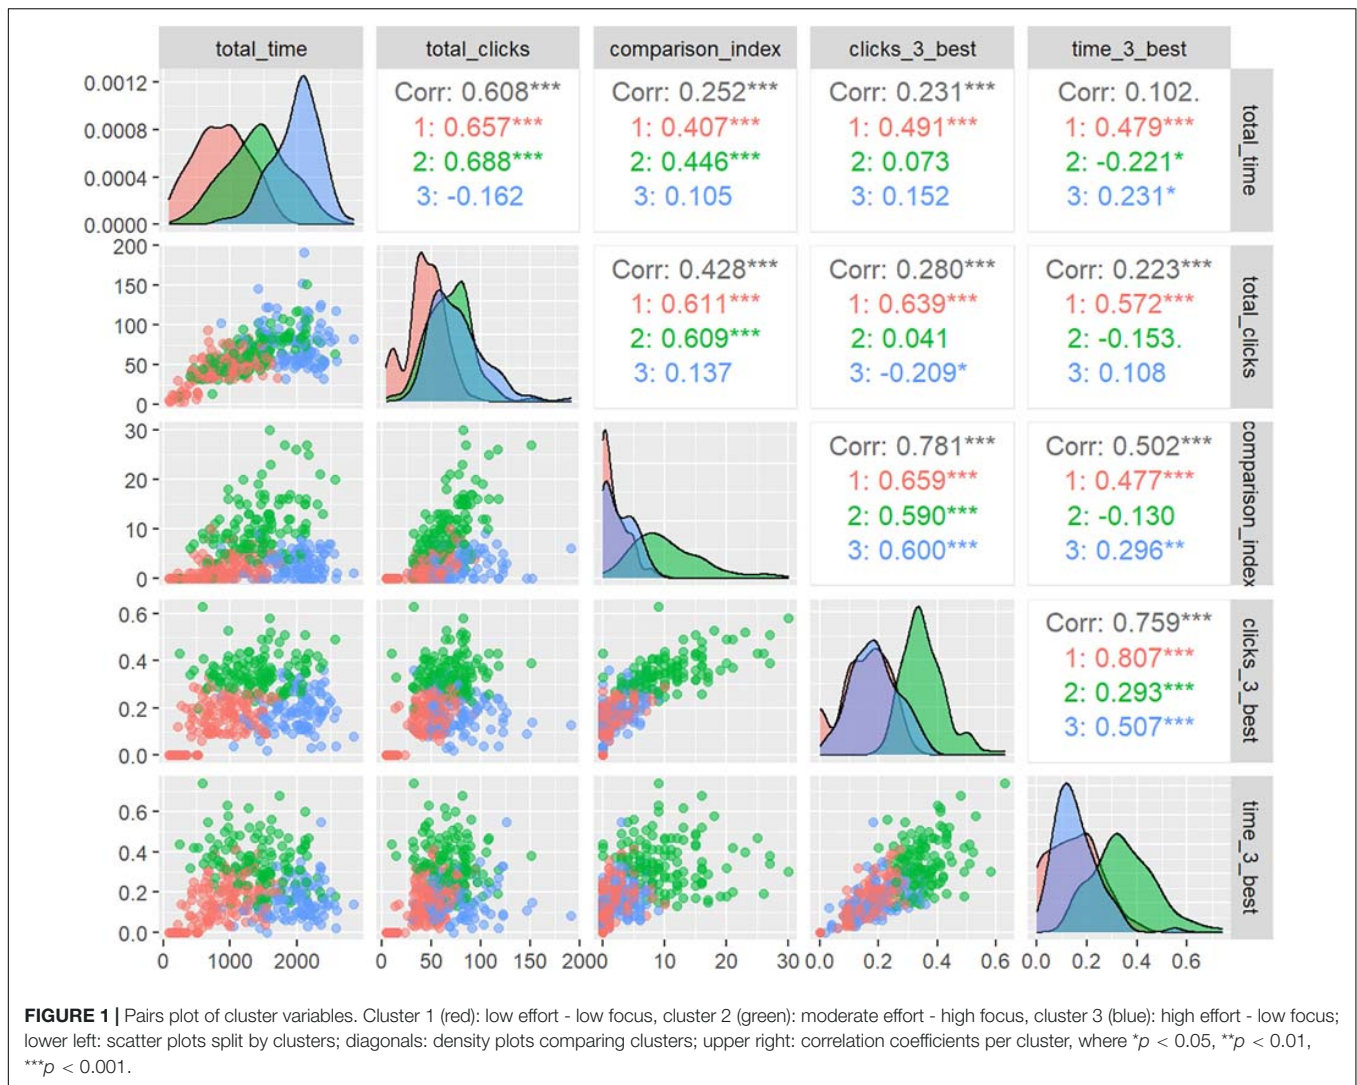 total_time total_clicks comparison_index clicks_3_best time_3_best
0.0012
0.0008
0.0004
0.0000
Corr: 0.608***
1: 0.657***
2: 0.688***
3: -0.162
Corr: 0.252***
1: 0.407***
2: 0.446***
3: 0.105
Corr: 0.231***
1: 0.491***
2: 0.073
3: 0.152
Corr: 0.102.
1: 0.479***
2: -0.221*
3: 0.231*
total_time
200
150
100
50
0
Corr: 0.428***
1: 0.611***
2: 0.609***
3: 0.137
Corr: 0.280***
1: 0.639***
2: 0.041
3: -0.209*
Corr: 0.223***
1: 0.572***
2: -0.153.
3: 0.108
total_clicks
30
20
10
0
Corr: 0.781***
1: 0.659***
2: 0.590***
3: 0.600***
Corr: 0.502***
1: 0.477***
2: -0.130
3: 0.296**
comparison_index
0.6
0.4
0.2
0.0
Corr: 0.759***
1: 0.807***
2: 0.293***
3: 0.507***
clicks_3_best
0.6
0.4
0.2
0.0
time_3_best
0 1000 2000 0 50 100 150 2000 10 20 30 0.0 0.2 0.4 0.6 0.0 0.2 0.4 0.6
FIGURE 1 | Pairs plot of cluster variables. Cluster 1 (red): low effort - low focus, cluster 2 (green): moderate effort - high focus, cluster 3 (blue): high effort - low focus;
lower left: scatter plots split by clusters; diagonals: density plots comparing clusters; upper right: correlation coefficients per cluster, where *p < 0.05, **p < 0.01,
***p < 0.001.